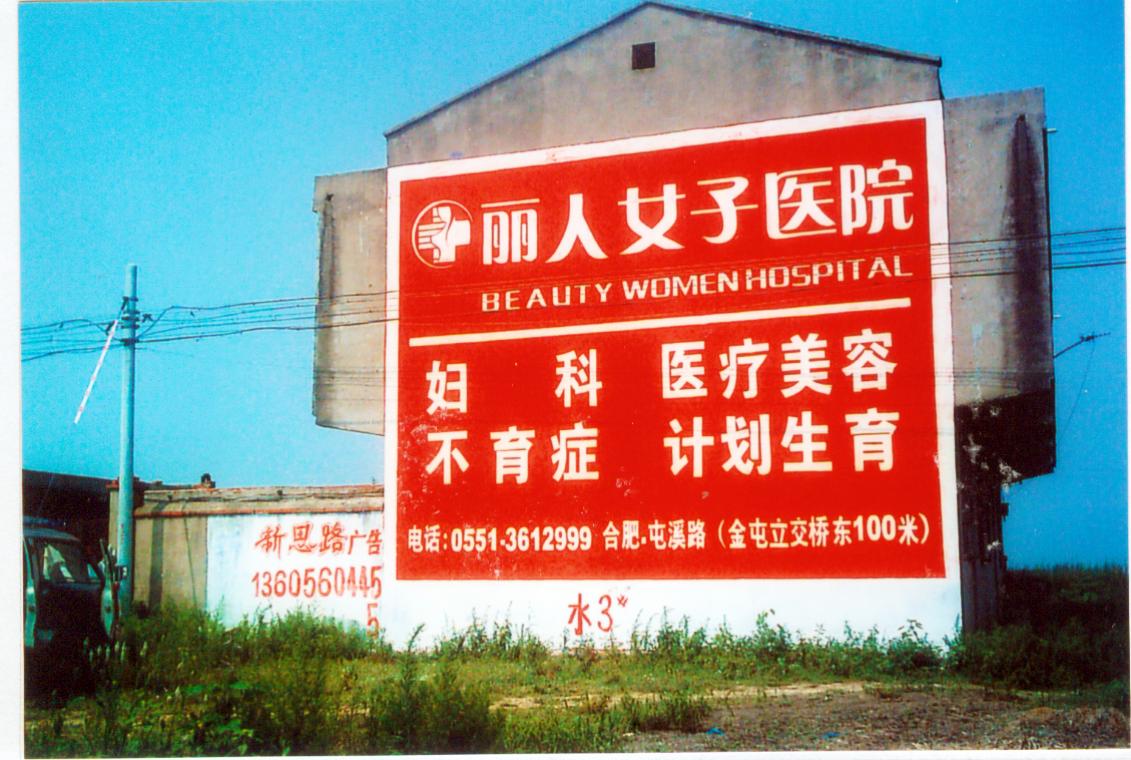 丽人女子医院
BEAUTY WOMEN HOSPITAL
妇 科 医疗美容
不育症 计划生育
电话:0551-3612999 合肥·屯溪路（金屯立交桥东100米）
新思路广告
13605604455
水3#